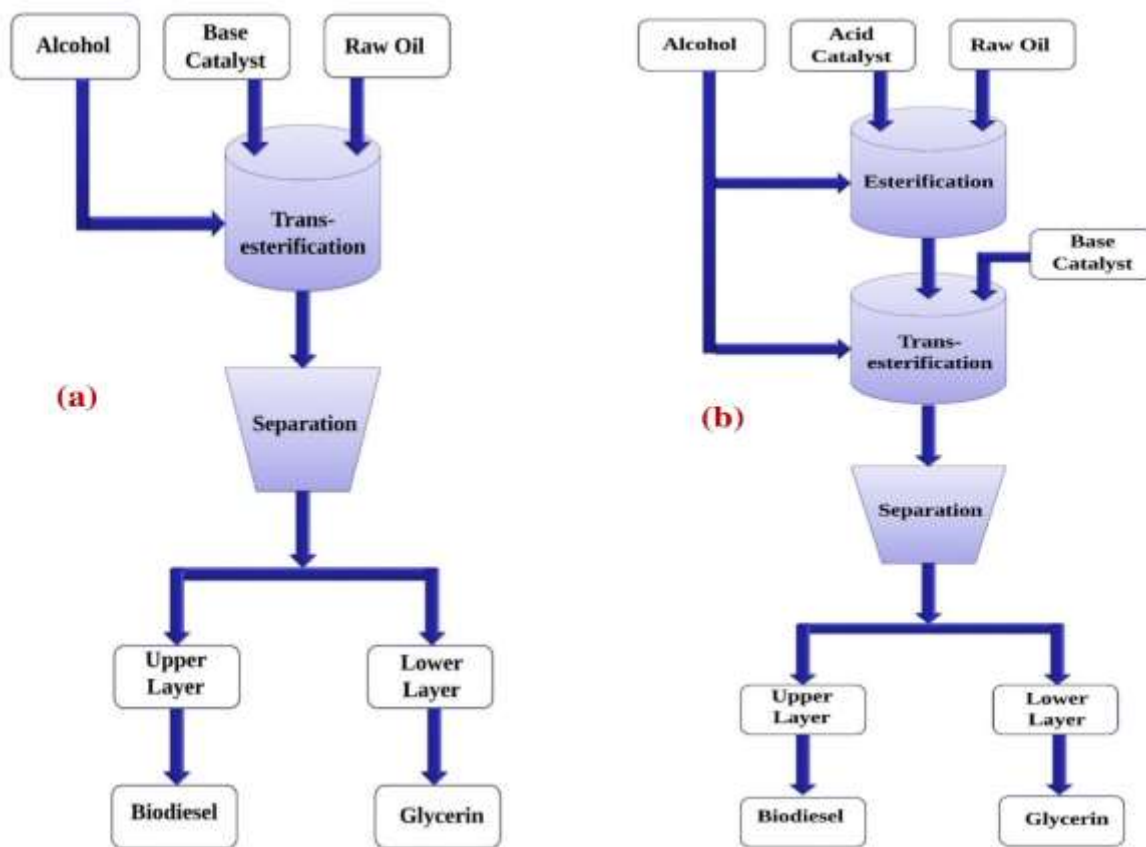 Alcohol
Base
Catalyst
Raw Oil
Trans-
esterification
(a)
Separation
Upper
Layer
Lower
Layer
Biodiesel
Glycerin
Alcohol
Acid
Catalyst
Raw Oil
Esterification
Base
Catalyst
Trans-
esterification
(b)
Separation
Upper
Layer
Lower
Layer
Biodiesel
Glycerin